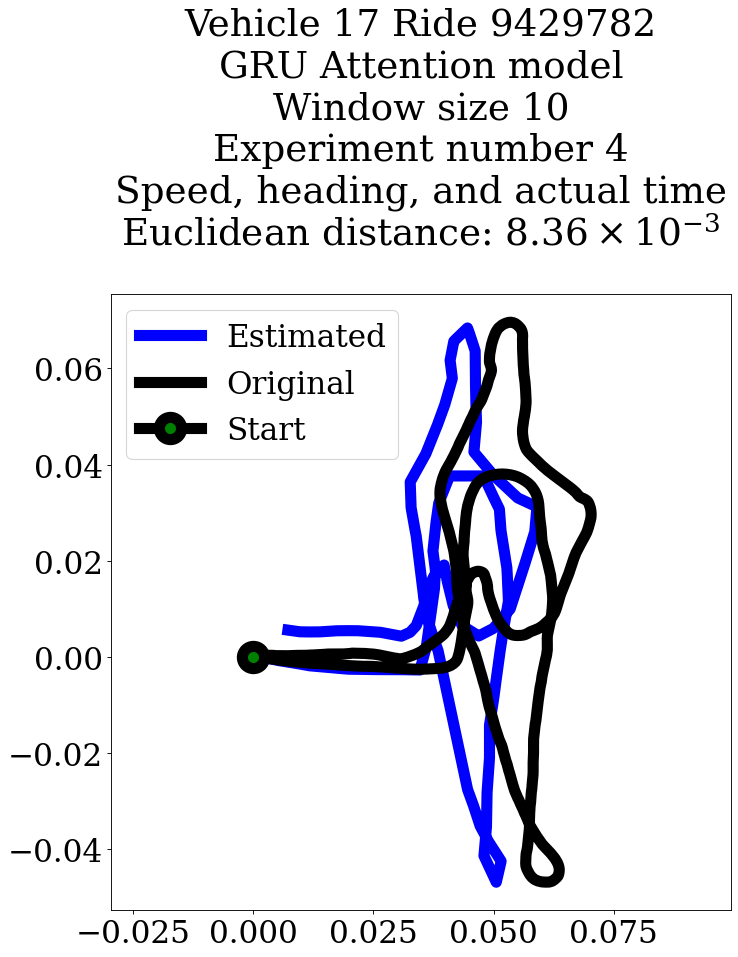 Vehicle 17 Ride 9429782
GRU Attention model
Window size 10
Experiment number 4
Speed, heading, and actual time
Euclidean distance: 8.36 × 10⁻³
Estimated
Original
Start
0.06
0.04
0.02
0.00
−0.02
−0.04
−0.025 0.000 0.025 0.050 0.075